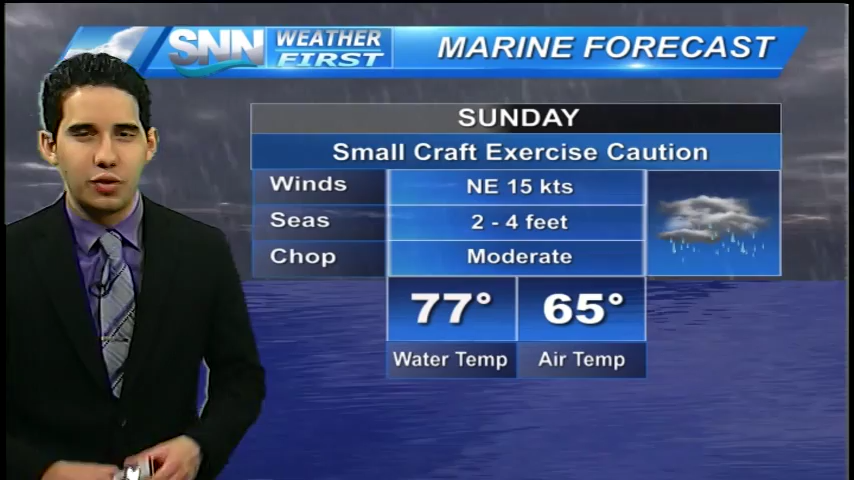 SNN WEATHER FIRST
MARINE FORECAST
SUNDAY
Small Craft Exercise Caution
Winds NE 15 kts
Seas 2 - 4 feet
Chop Moderate
77° 65°
Water Temp Air Temp